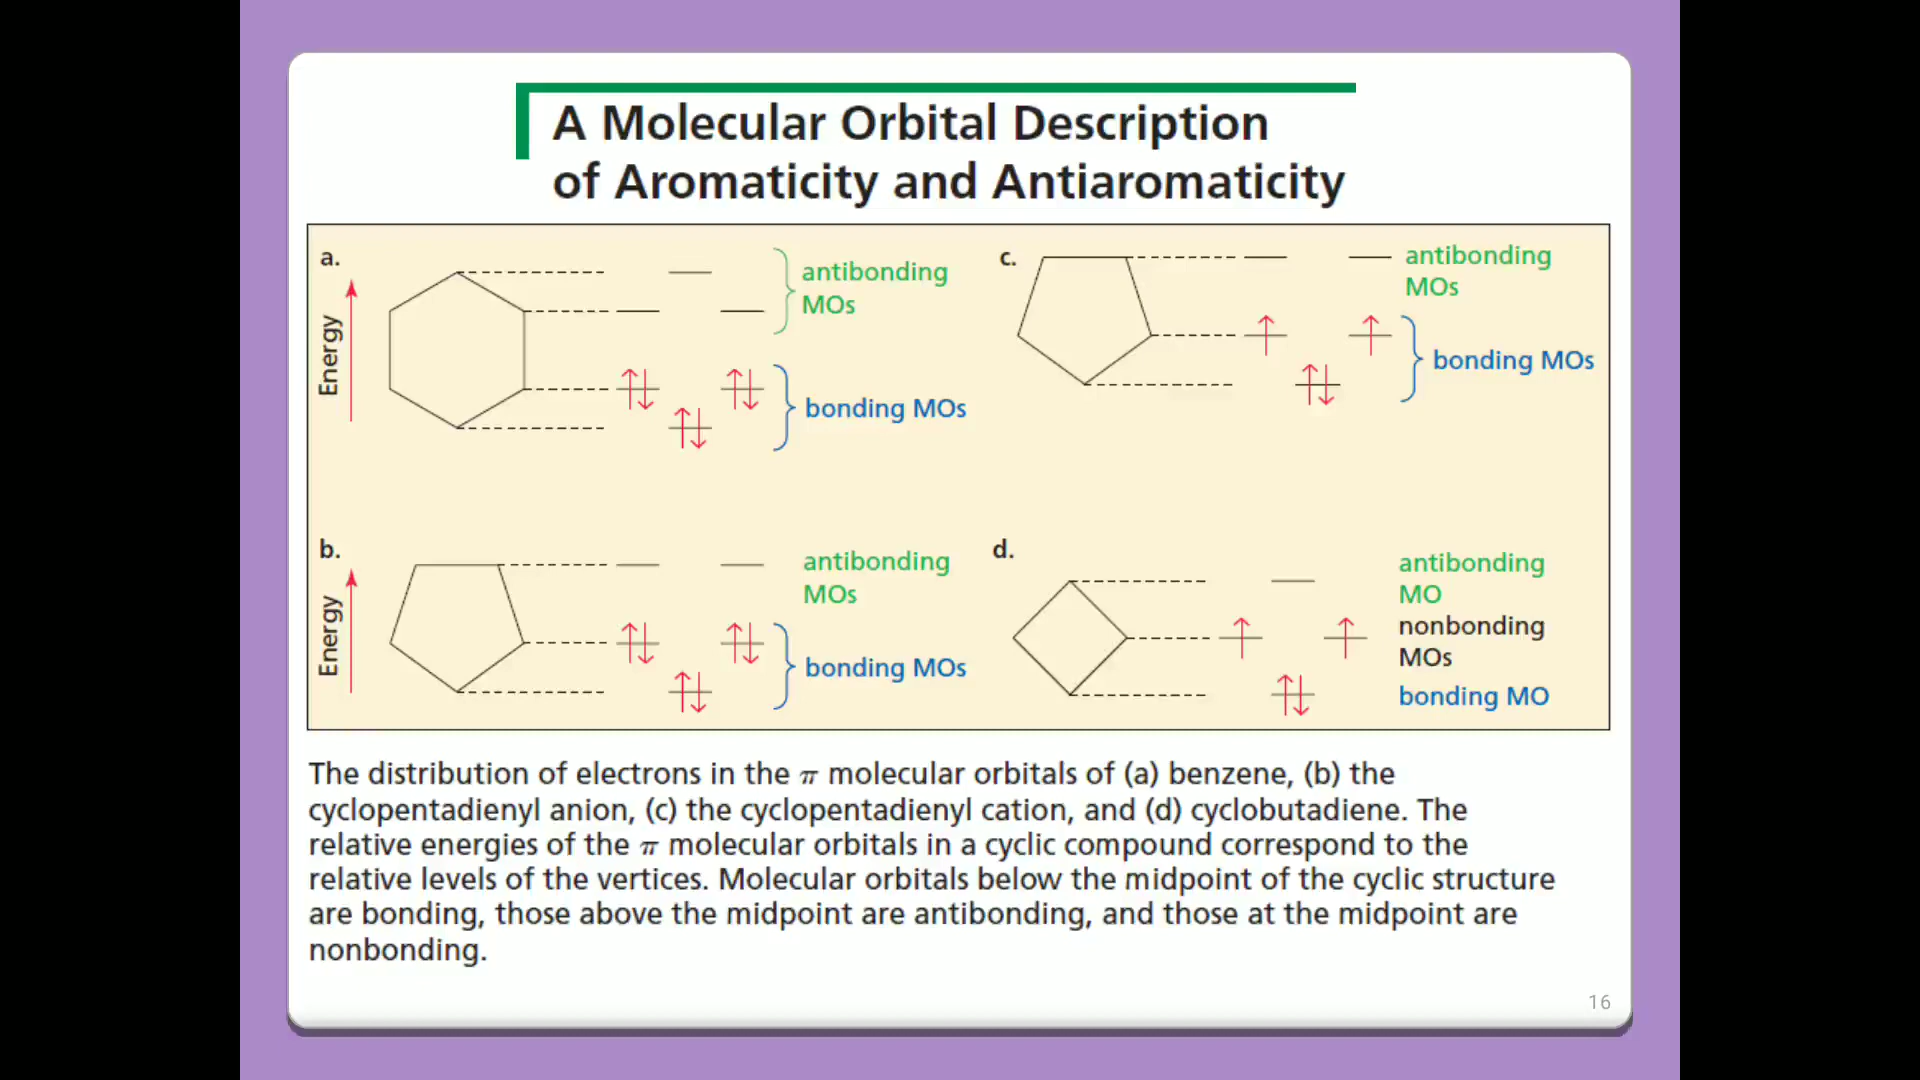 A Molecular Orbital Description
of Aromaticity and Antiaromaticity
a.
Energy
antibonding
MOs
bonding MOs
c.
antibonding
MOs
bonding MOs
b.
Energy
antibonding
MOs
bonding MOs
d.
antibonding
MO
nonbonding
MOs
bonding MO
The distribution of electrons in the π molecular orbitals of (a) benzene, (b) the
cyclopentadienyl anion, (c) the cyclopentadienyl cation, and (d) cyclobutadiene. The
relative energies of the π molecular orbitals in a cyclic compound correspond to the
relative levels of the vertices. Molecular orbitals below the midpoint of the cyclic structure
are bonding, those above the midpoint are antibonding, and those at the midpoint are
nonbonding.
16